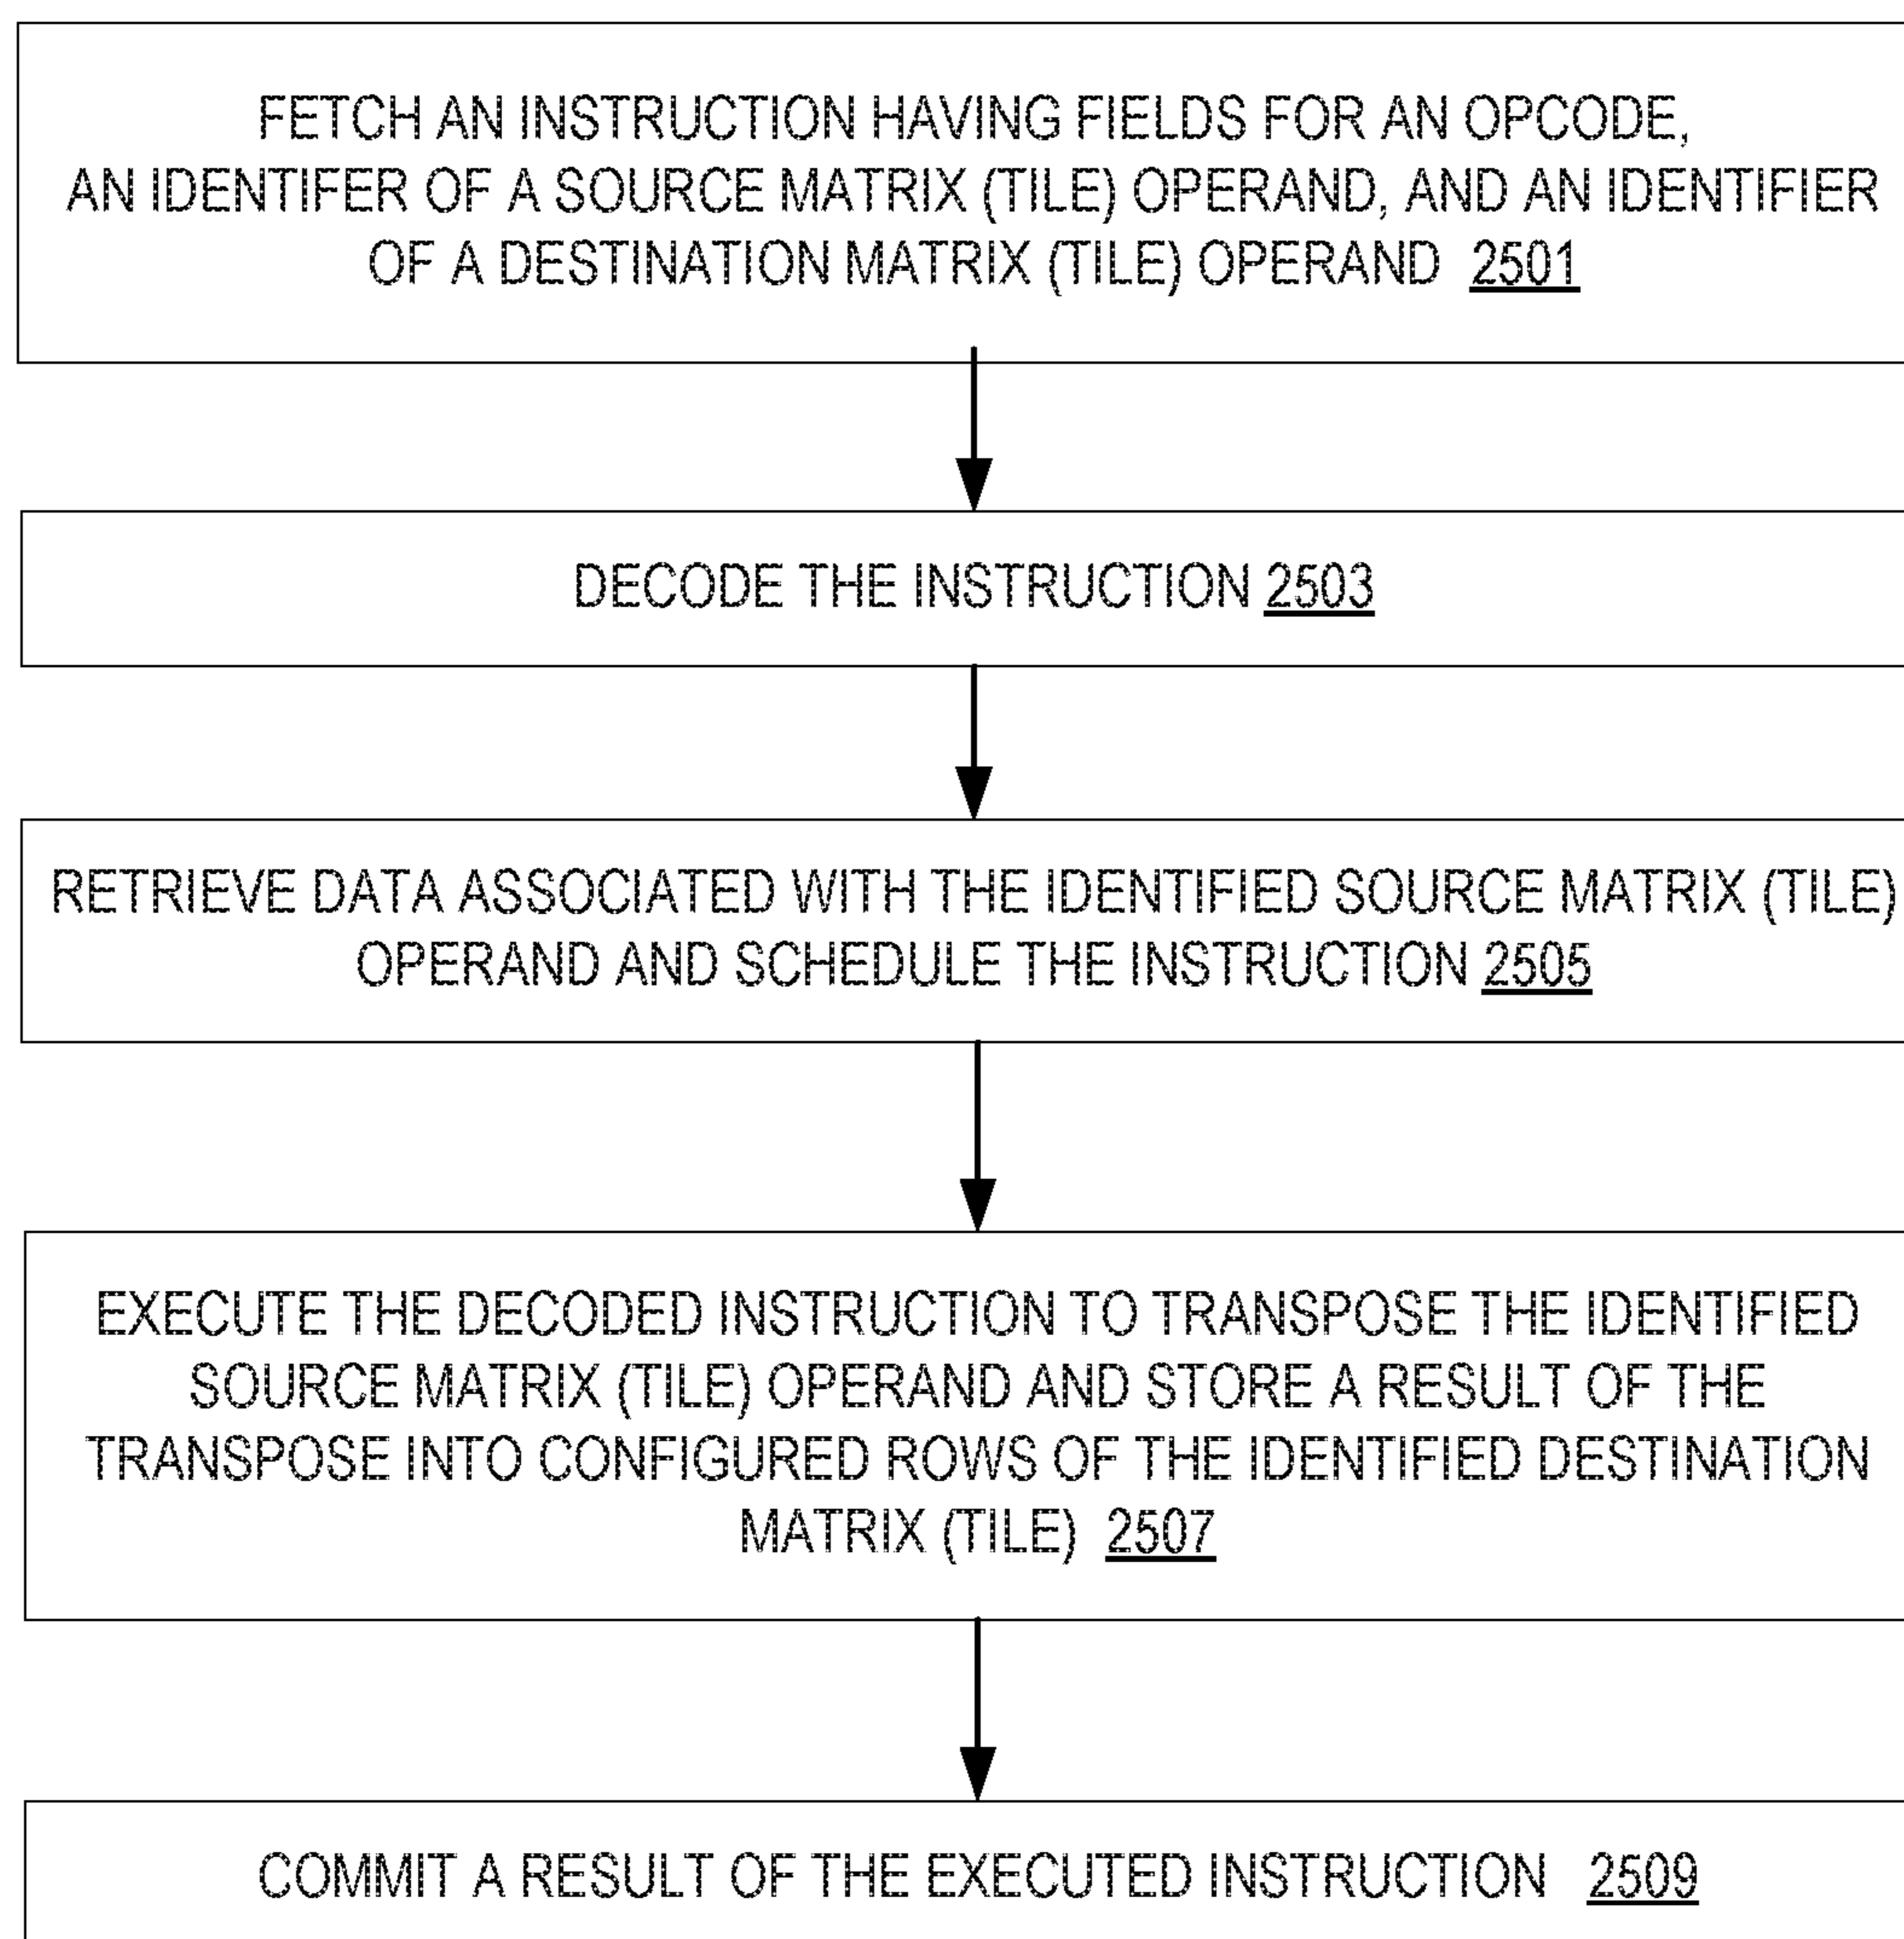 FETCH AN INSTRUCTION HAVING FIELDS FOR AN OPCODE,
AN IDENTIFER OF A SOURCE MATRIX (TILE) OPERAND, AND AN IDENTIFIER
OF A DESTINATION MATRIX (TILE) OPERAND 2501
DECODE THE INSTRUCTION 2503
RETRIEVE DATA ASSOCIATED WITH THE IDENTIFIED SOURCE MATRIX (TILE)
OPERAND AND SCHEDULE THE INSTRUCTION 2505
EXECUTE THE DECODED INSTRUCTION TO TRANSPOSE THE IDENTIFIED
SOURCE MATRIX (TILE) OPERAND AND STORE A RESULT OF THE
TRANSPOSE INTO CONFIGURED ROWS OF THE IDENTIFIED DESTINATION
MATRIX (TILE) 2507
COMMIT A RESULT OF THE EXECUTED INSTRUCTION 2509